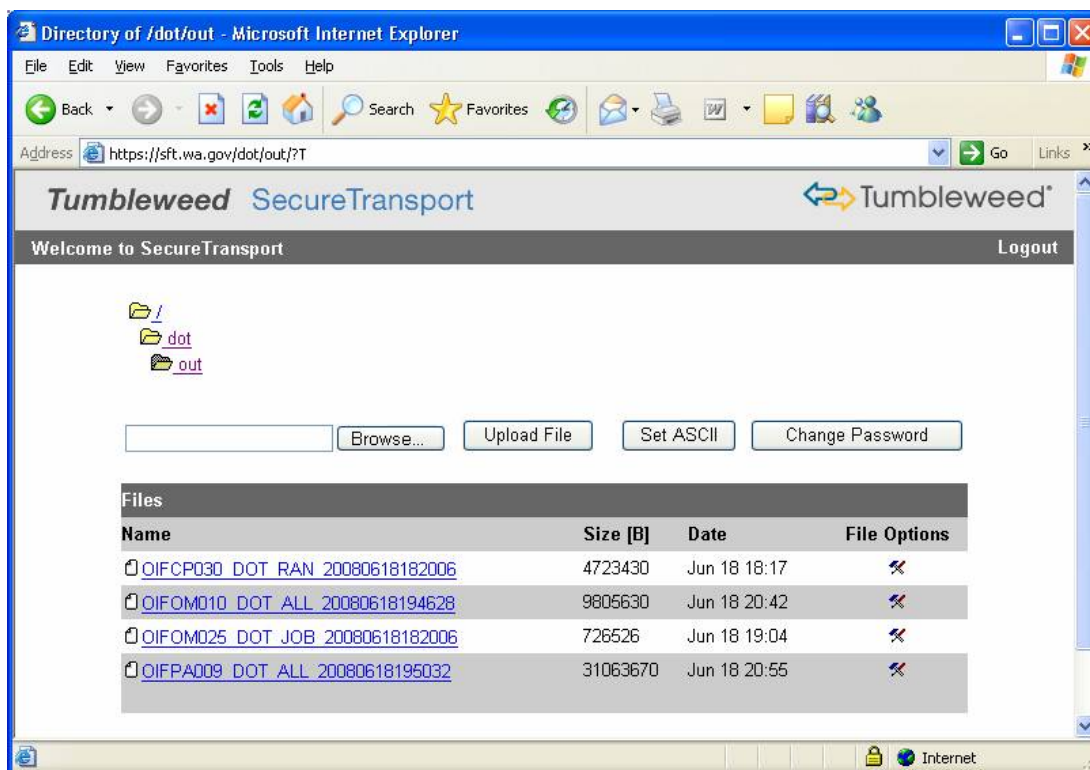 Directory of /dot/out - Microsoft Internet Explorer
File Edit View Favorites Tools Help
Back Search Favorites
Address https://sft.wa.gov/dot/out/?T Go Links »
Tumbleweed SecureTransport Tumbleweed®
Welcome to SecureTransport Logout
/
dot
out
Browse... Upload File Set ASCII Change Password
Files
Name Size [B] Date File Options
OIFCP030_DOT_RAN_20080618182006 4723430 Jun 18 18:17
OIFOM010_DOT_ALL_20080618194628 9805630 Jun 18 20:42
OIFOM025_DOT_JOB_20080618182006 726526 Jun 18 19:04
OIFPA009_DOT_ALL_20080618195032 31063670 Jun 18 20:55
Internet